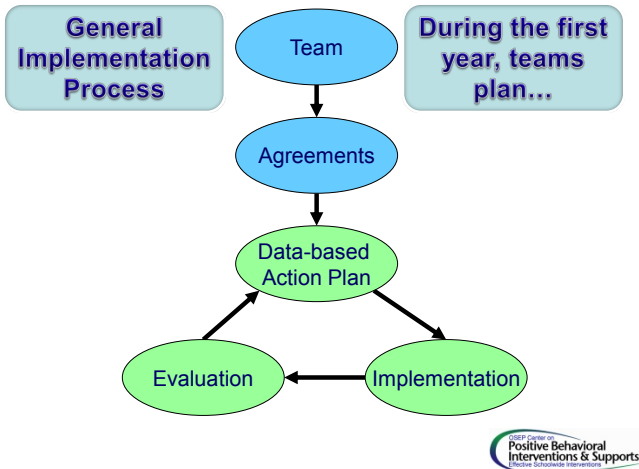 General
Implementation
Process
Team
During the first
year, teams
plan…
Agreements
Data-based
Action Plan
Evaluation
Implementation
OSEP Center on
Positive Behavioral
Interventions & Supports
Effective Schoolwide Interventions